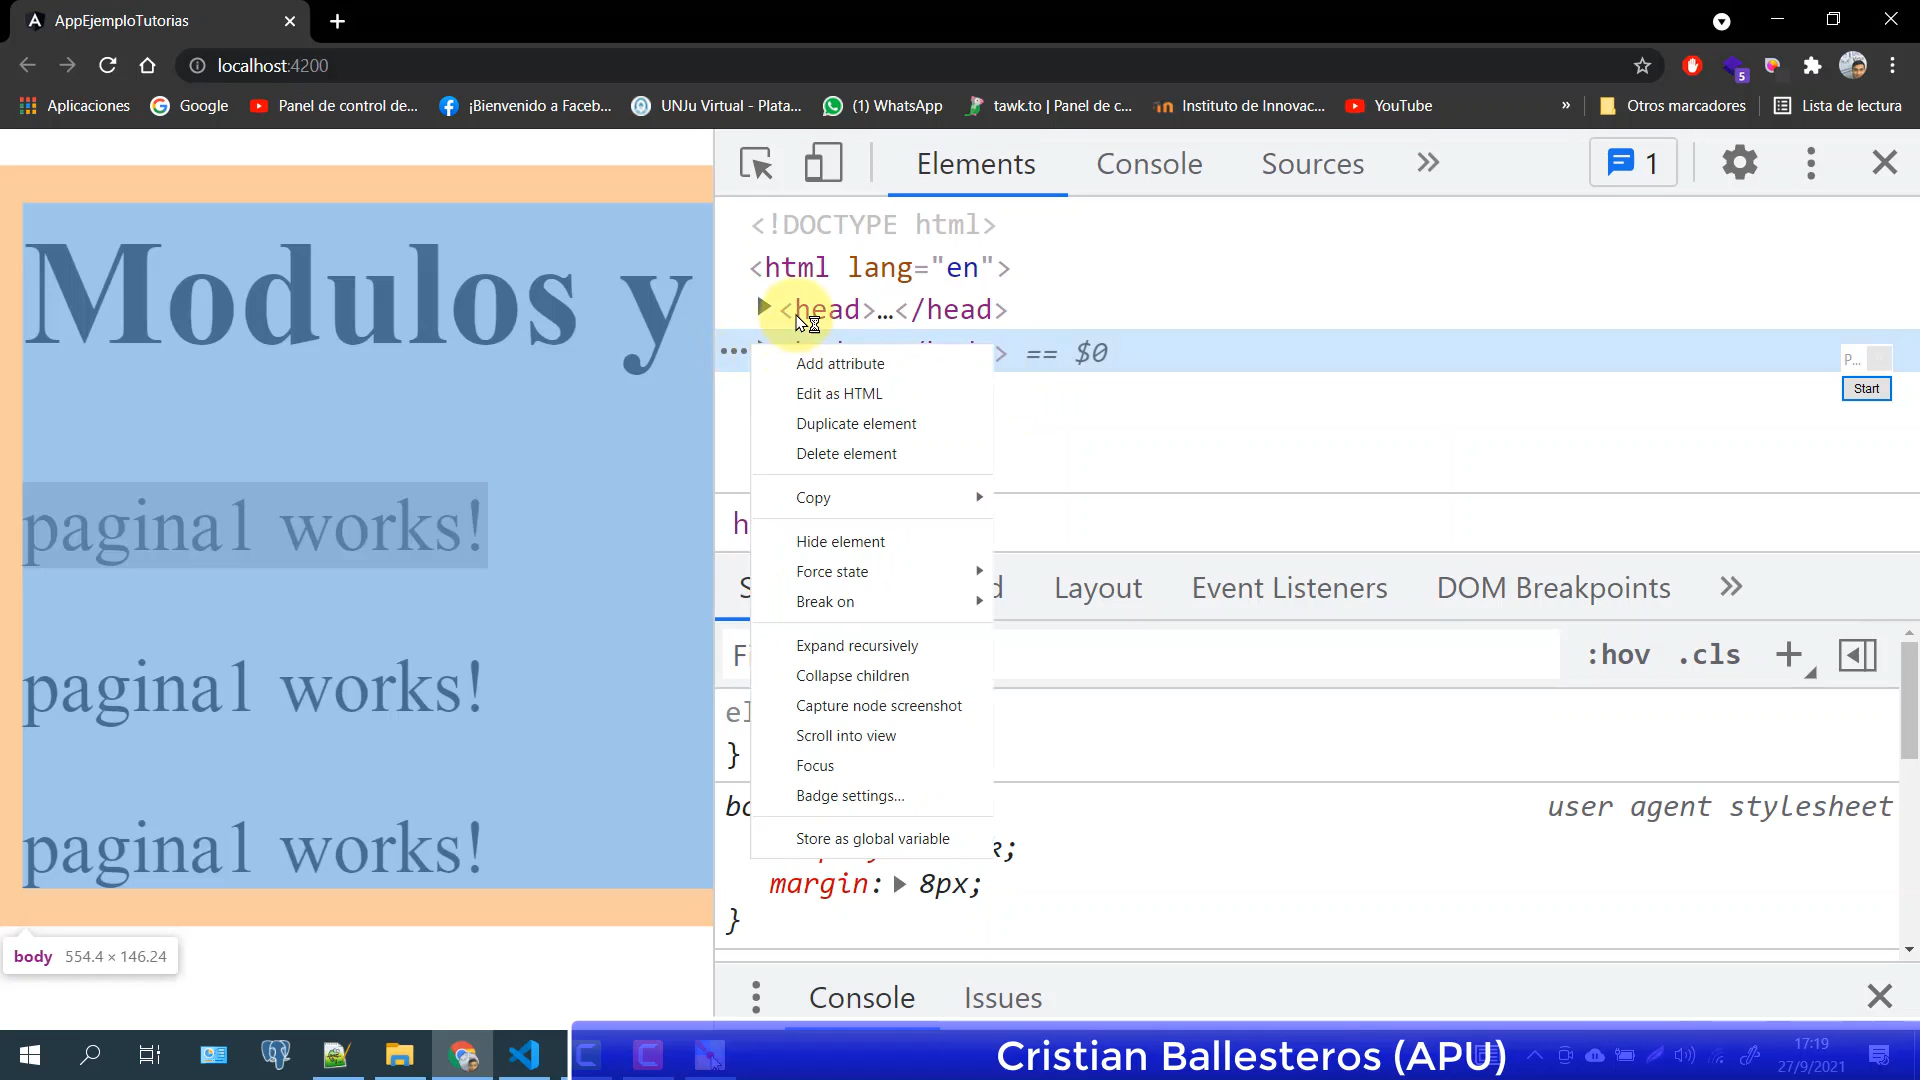 AppEjemploTutorias
localhost:4200
Aplicaciones
Google
Panel de control de...
¡Bienvenido a Faceb...
UNJu Virtual - Plata...
(1) WhatsApp
tawk.to | Panel de c...
Instituto de Innovac...
YouTube
»
Otros marcadores
Lista de lectura
Elements
Console
Sources
»
1
<!DOCTYPE html>
<html lang="en">
<head>…</head>
== $0
P...
Start
Add attribute
Edit as HTML
Duplicate element
Delete element
Copy
Hide element
Force state
Break on
Expand recursively
Collapse children
Capture node screenshot
Scroll into view
Focus
Badge settings...
Store as global variable
Layout
Event Listeners
DOM Breakpoints
»
:hov
.cls
}
user agent stylesheet
margin: 8px;
}
Modulos y
pagina1 works!
pagina1 works!
pagina1 works!
body 554.4 × 146.24
Console
Issues
Cristian Ballesteros (APU)
17:19
27/9/2021